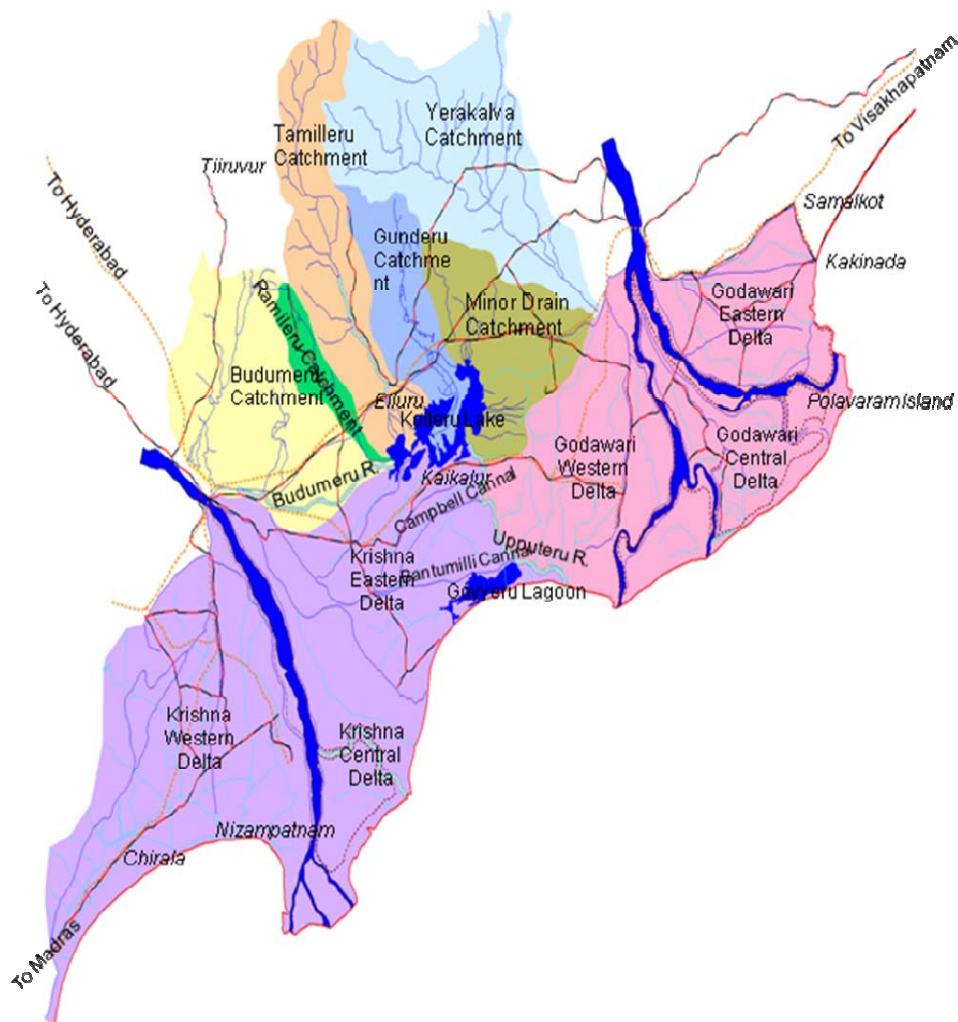 To Visakhapatnam
Yerakalva
Catchment
Tamilleru
Catchment
Tiiruvur
To Hyderabad
Samalkot
Gunderu
Catchme
nt
Kakinada
To Hyderabad
Ramilleru Catchment
Minor Drain
Catchment
Godawari
Eastern
Delta
Budumeru
Catchment
Elluru
Kolleru Lake
Polavaram Island
Godawari
Western
Delta
Godawari
Central
Delta
Budumeru R.
Kaikalur
Campbell Cannal
Upputeru R.
Krishna
Eastern
Delta
Pantumilli Cannal
Goyyeru Lagoon
Krishna
Western
Delta
Krishna
Central
Delta
Nizampatnam
Chirala
To Madras